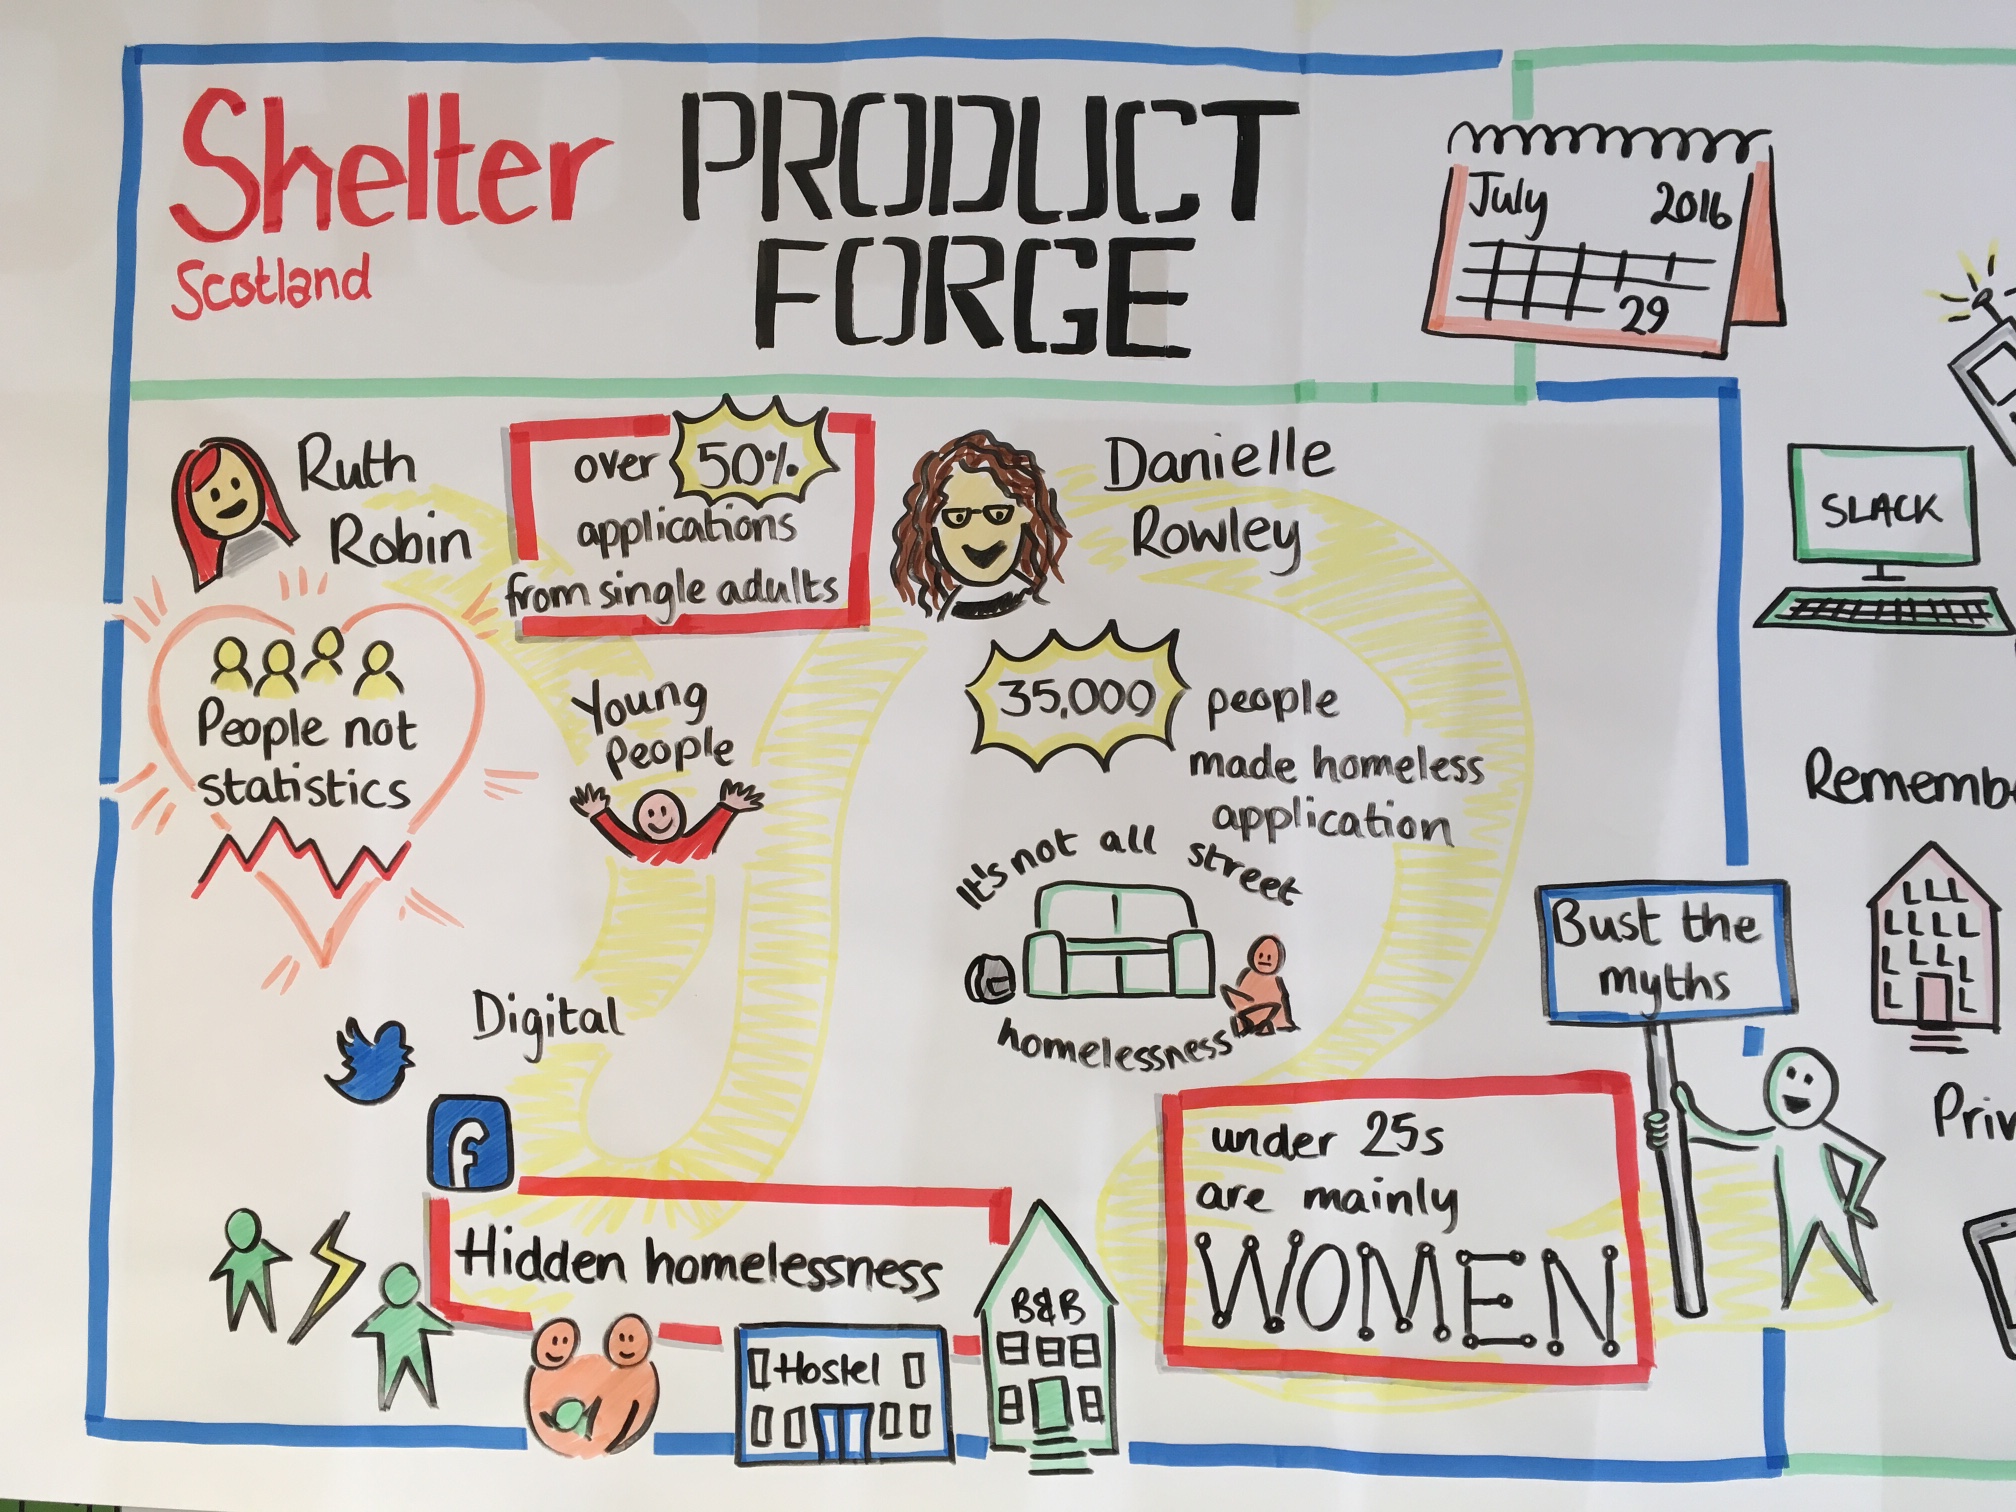 Shelter
Scotland
PRODUCT
FORGE
July 2016
29
Ruth
Robin
over 50%
applications
from single adults
Danielle
Rowley
People not
statistics
Young
People
35,000 people
made homeless
application
It's not all street
homelessness
Digital
f
Hidden homelessness
Hostel
B&B
under 25s
are mainly
WOMEN
Bust the
myths
SLACK